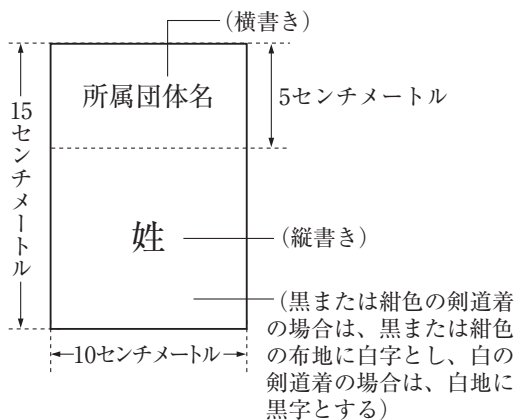 (横書き)
所属団体名
5センチメートル
15センチメートル
姓
(縦書き)
(黒または紺色の剣道着
の場合は、黒または紺色
の布地に白字とし、白の
剣道着の場合は、白地に
黒字とする)
10センチメートル